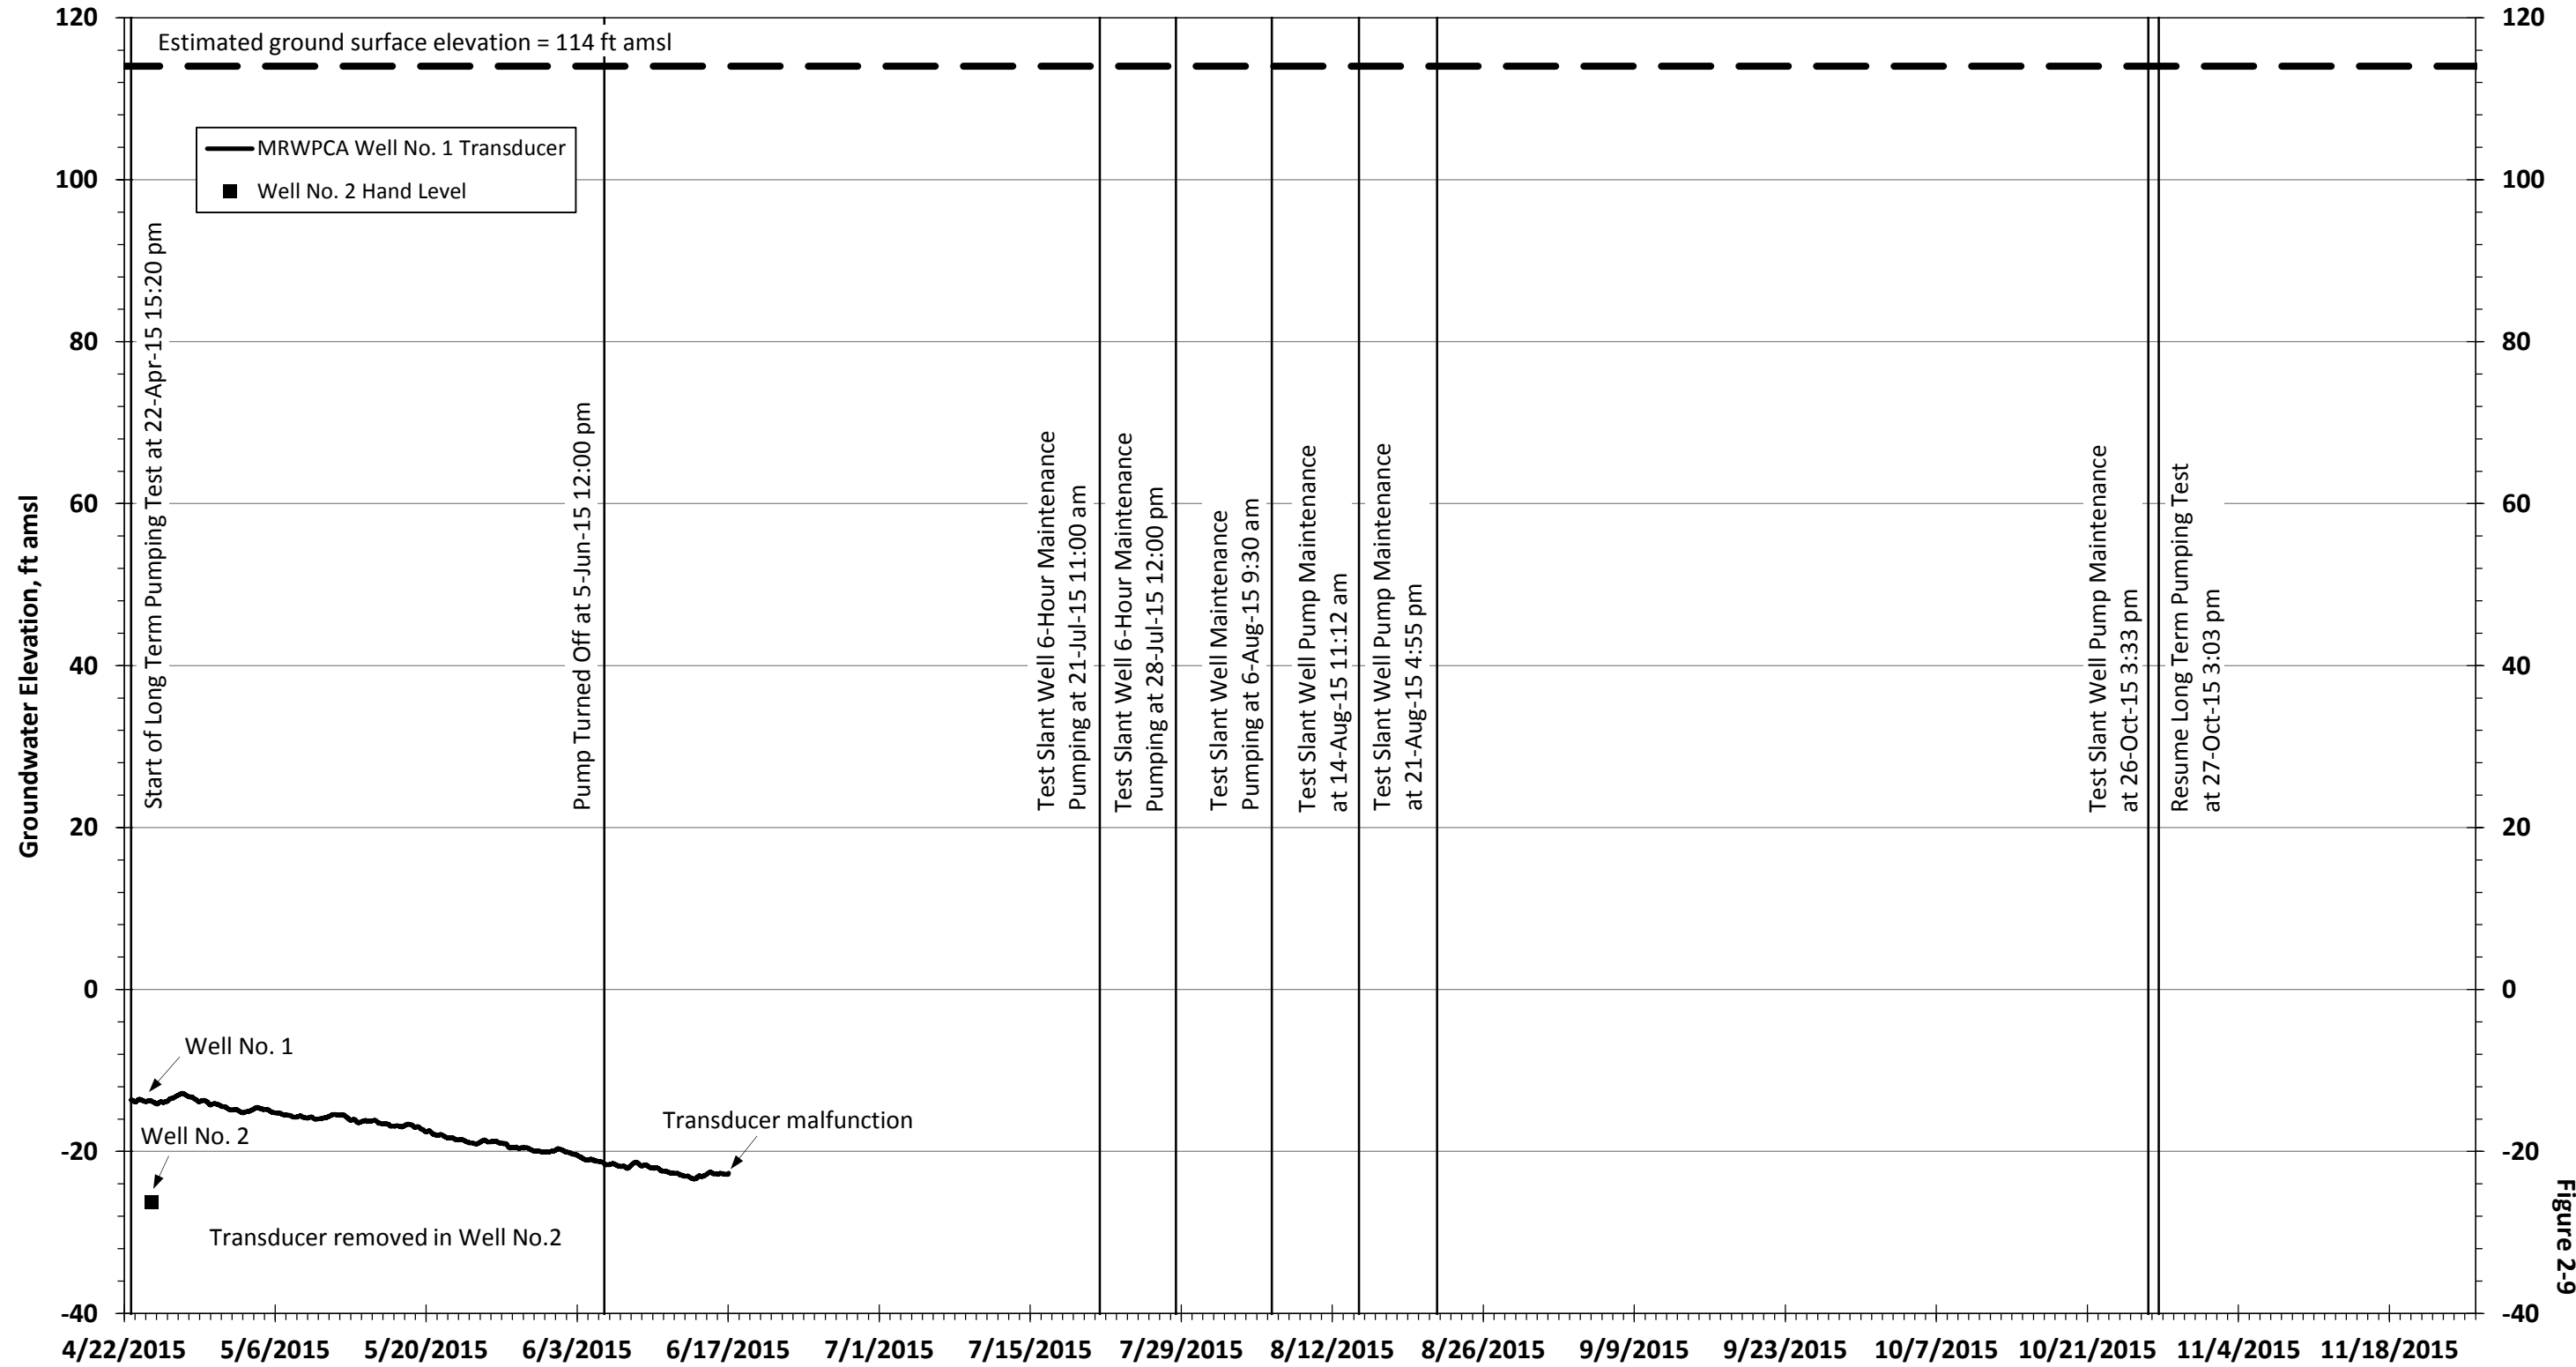 120
100
80
60
40
20
0
-20
-40
Groundwater Elevation, ft amsl
Estimated ground surface elevation = 114 ft amsl
MRWPCA Well No. 1 Transducer
Well No. 2 Hand Level
Start of Long Term Pumping Test at 22-Apr-15 15:20 pm
Pump Turned Off at 5-Jun-15 12:00 pm
Test Slant Well 6-Hour Maintenance
Pumping at 21-Jul-15 11:00 am
Test Slant Well 6-Hour Maintenance
Pumping at 28-Jul-15 12:00 pm
Test Slant Well Maintenance
Pumping at 6-Aug-15 9:30 am
Test Slant Well Pump Maintenance
at 14-Aug-15 11:12 am
Test Slant Well Pump Maintenance
at 21-Aug-15 4:55 pm
Test Slant Well Pump Maintenance
at 26-Oct-15 3:33 pm
Resume Long Term Pumping Test
at 27-Oct-15 3:03 pm
Well No. 1
Well No. 2
Transducer malfunction
Transducer removed in Well No.2
120
100
80
60
40
20
0
-20
-40
Figure 2-9
4/22/2015 5/6/2015 5/20/2015 6/3/2015 6/17/2015 7/1/2015 7/15/2015 7/29/2015 8/12/2015 8/26/2015 9/9/2015 9/23/2015 10/7/2015 10/21/2015 11/4/2015 11/18/2015